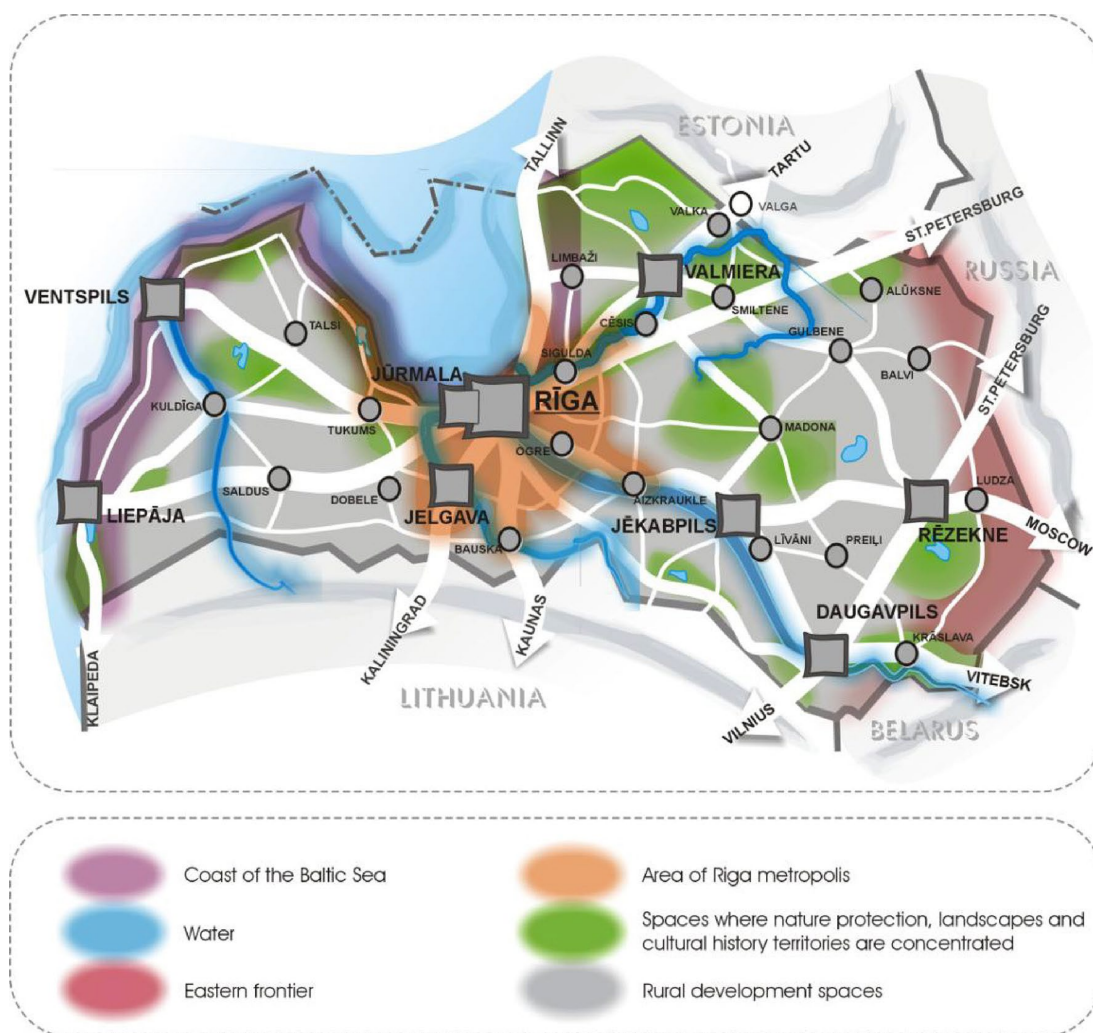 ESTONIA
TALLINN
TARTU
VALGA
VALKA
ST.PETERSBURG
RUSSIA
LIMBAŽI
VALMIERA
VENTSPILS
ALŪKSNE
SMILTENE
TALSI
CĒSIS
GULBENE
ST.PETERSBURG
SIGULDA
BALVI
JŪRMALA
RĪGA
KULDĪGA
TUKUMS
MADONA
OGRE
SALDUS
DOBELE
AIZKRAUKLE
LUDZA
LIEPĀJA
JELGAVA
JĒKABPILS
RĒZEKNE
MOSCOW
BAUSKA
LĪVĀNI
PREIĻI
DAUGAVPILS
KRĀSLAVA
KLAIPEDA
KALININGRAD
KAUNAS
VITEBSK
LITHUANIA
VILNIUS
BELARUS
Coast of the Baltic Sea
Water
Eastern frontier
Area of Riga metropolis
Spaces where nature protection, landscapes and
cultural history territories are concentrated
Rural development spaces